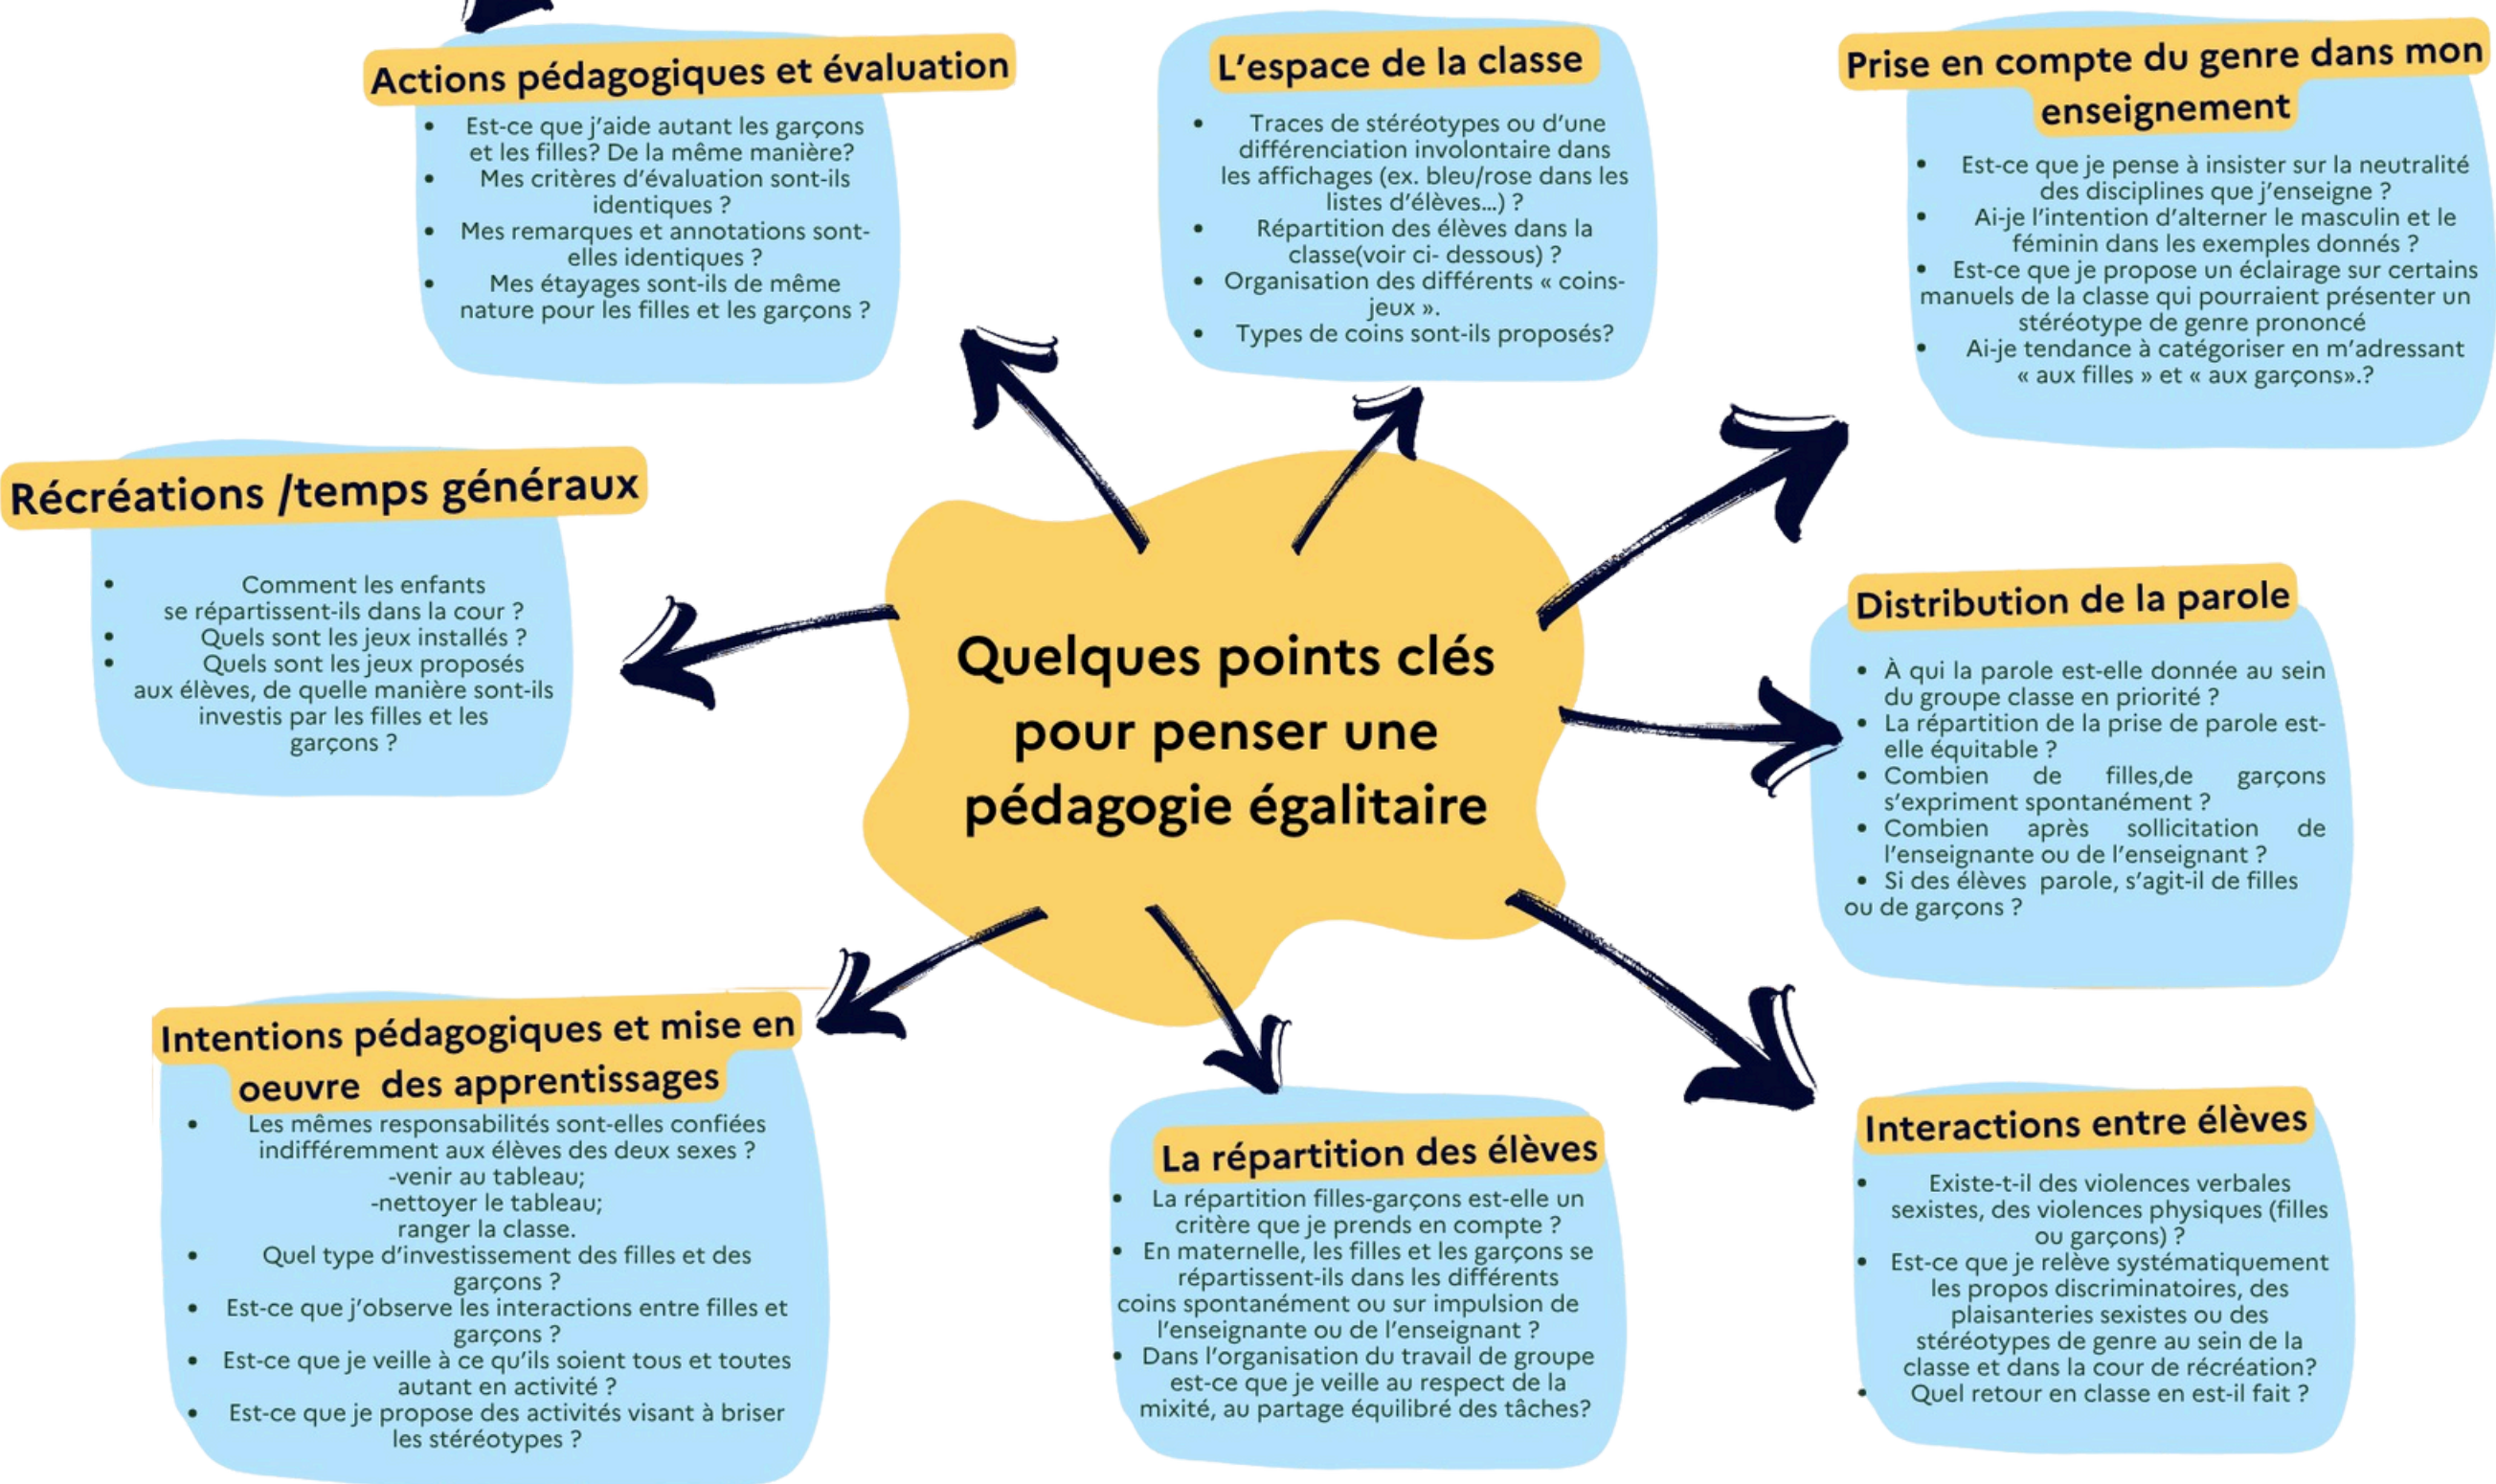 Actions pédagogiques et évaluation
Est-ce que j'aide autant les garçons
et les filles? De la même manière?
Mes critères d'évaluation sont-ils
identiques ?
Mes remarques et annotations sont-
elles identiques ?
Mes étayages sont-ils de même
nature pour les filles et les garçons ?
L'espace de la classe
Traces de stéréotypes ou d'une
différenciation involontaire dans
les affichages (ex. bleu/rose dans les
listes d'élèves...) ?
Répartition des élèves dans la
classe(voir ci- dessous) ?
Organisation des différents « coins-
jeux ».
Types de coins sont-ils proposés?
Prise en compte du genre dans mon
enseignement
Est-ce que je pense à insister sur la neutralité
des disciplines que j'enseigne ?
Ai-je l'intention d'alterner le masculin et le
féminin dans les exemples donnés ?
Est-ce que je propose un éclairage sur certains
manuels de la classe qui pourraient présenter un
stéréotype de genre prononcé
Ai-je tendance à catégoriser en m'adressant
« aux filles » et « aux garçons».?
Récréations /temps généraux
Comment les enfants
se répartissent-ils dans la cour ?
Quels sont les jeux installés ?
Quels sont les jeux proposés
aux élèves, de quelle manière sont-ils
investis par les filles et les
garçons ?
Quelques points clés
pour penser une
pédagogie égalitaire
Distribution de la parole
À qui la parole est-elle donnée au sein
du groupe classe en priorité ?
La répartition de la prise de parole est-
elle équitable ?
Combien de filles,de garçons
s'expriment spontanément ?
Combien après sollicitation de
l'enseignante ou de l'enseignant ?
Si des élèves parole, s'agit-il de filles
ou de garçons ?
Intentions pédagogiques et mise en
oeuvre des apprentissages
Les mêmes responsabilités sont-elles confiées
indifféremment aux élèves des deux sexes ?
-venir au tableau;
-nettoyer le tableau;
ranger la classe.
Quel type d'investissement des filles et des
garçons ?
Est-ce que j'observe les interactions entre filles et
garçons ?
Est-ce que je veille à ce qu'ils soient tous et toutes
autant en activité ?
Est-ce que je propose des activités visant à briser
les stéréotypes ?
La répartition des élèves
La répartition filles-garçons est-elle un
critère que je prends en compte ?
En maternelle, les filles et les garçons se
répartissent-ils dans les différents
coins spontanément ou sur impulsion de
l'enseignante ou de l'enseignant ?
Dans l'organisation du travail de groupe
est-ce que je veille au respect de la
mixité, au partage équilibré des tâches?
Interactions entre élèves
Existe-t-il des violences verbales
sexistes, des violences physiques (filles
ou garçons) ?
Est-ce que je relève systématiquement
les propos discriminatoires, des
plaisanteries sexistes ou des
stéréotypes de genre au sein de la
classe et dans la cour de récréation?
Quel retour en classe en est-il fait ?